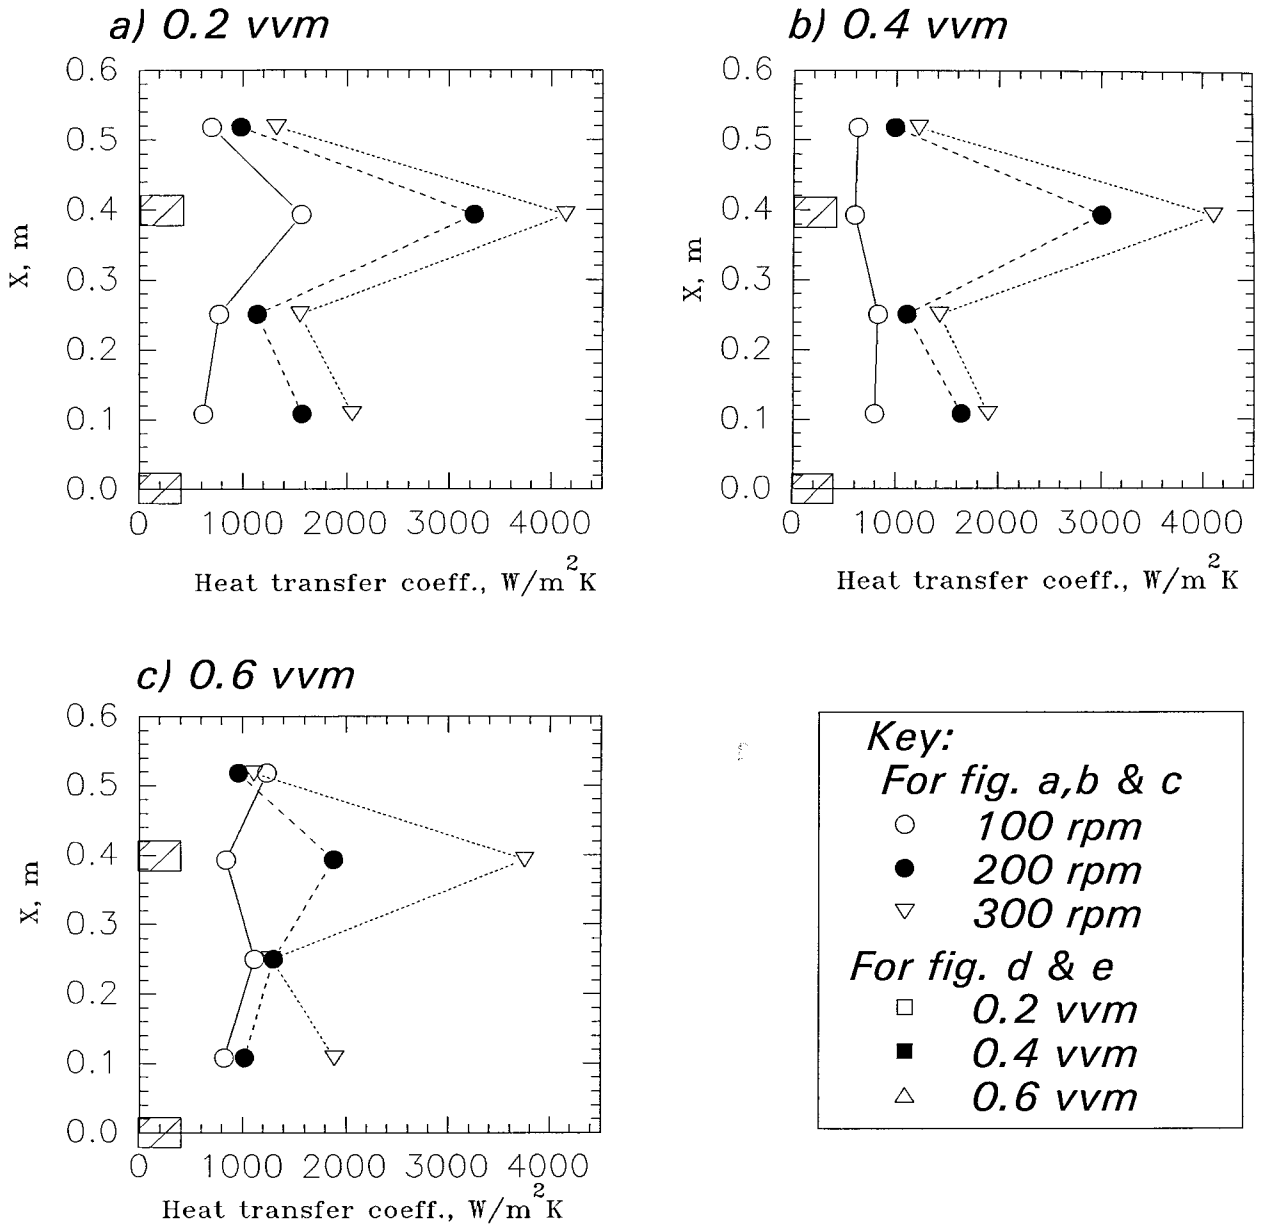 a) 0.2 vvm
0.6
0.5
0.4
0.3
0.2
0.1
0.0
X, m
0 1000 2000 3000 4000
Heat transfer coeff., W/m²K
b) 0.4 vvm
0.6
0.5
0.4
0.3
0.2
0.1
0.0
X, m
0 1000 2000 3000 4000
Heat transfer coeff., W/m²K
c) 0.6 vvm
0.6
0.5
0.4
0.3
0.2
0.1
0.0
X, m
0 1000 2000 3000 4000
Heat transfer coeff., W/m²K
Key:
For fig. a,b & c
100 rpm
200 rpm
300 rpm
For fig. d & e
0.2 vvm
0.4 vvm
0.6 vvm